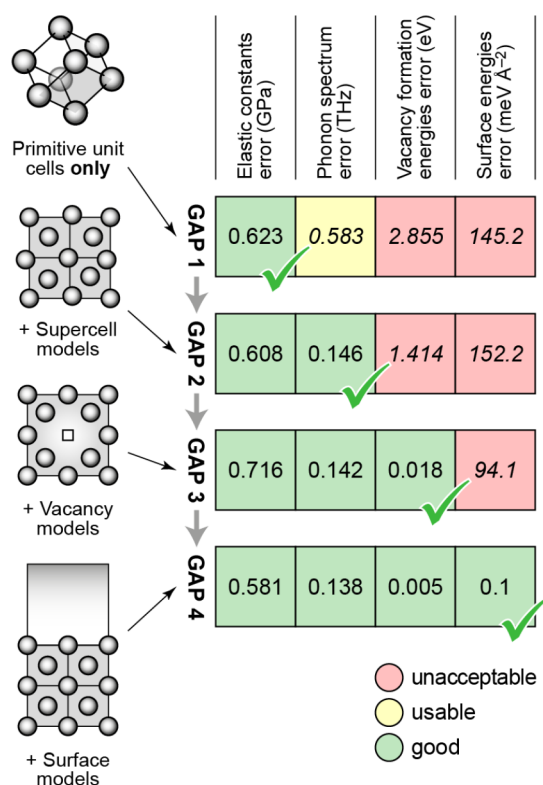 Elastic constants
error (GPa)
Phonon spectrum
error (THz)
Vacancy formation
energies error (eV)
Surface energies
error (meV Å–2)
Primitive unit
cells only
GAP 1
0.623
0.583
2.855
145.2
+ Supercell
models
GAP 2
0.608
0.146
1.414
152.2
+ Vacancy
models
GAP 3
0.716
0.142
0.018
94.1
GAP 4
0.581
0.138
0.005
0.1
+ Surface
models
unacceptable
usable
good